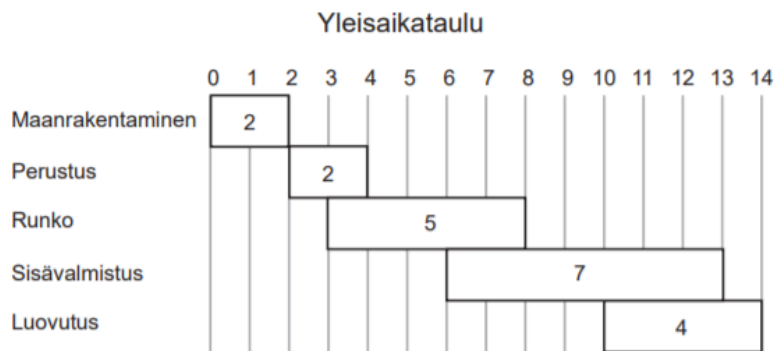 Yleisaikataulu
0 1 2 3 4 5 6 7 8 9 10 11 12 13 14
Maanrakentaminen 2
Perustus 2
Runko 5
Sisävalmistus 7
Luovutus 4